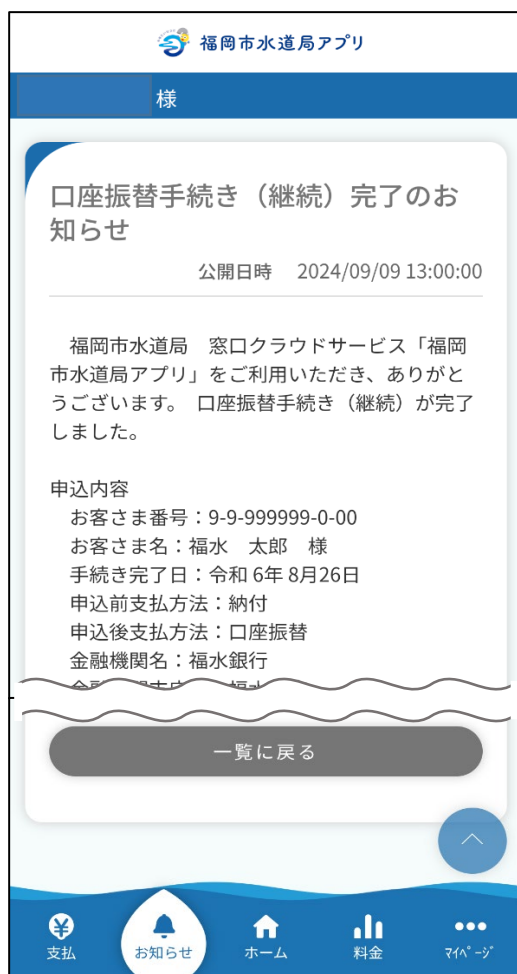 福岡市水道局アプリ
様
口座振替手続き（継続）完了のお
知らせ
公開日時　2024/09/09 13:00:00
福岡市水道局　窓口クラウドサービス「福岡
市水道局アプリ」をご利用いただき、ありがと
うございます。 口座振替手続き（継続）が完了
しました。
申込内容
お客さま番号：9-9-999999-0-00
お客さま名：福水　太郎　様
手続き完了日：令和 6年 8月26日
申込前支払方法：納付
申込後支払方法：口座振替
金融機関名：福水銀行
一覧に戻る
支払
お知らせ
ホーム
料金
ﾏｲﾍﾟｰｼﾞ